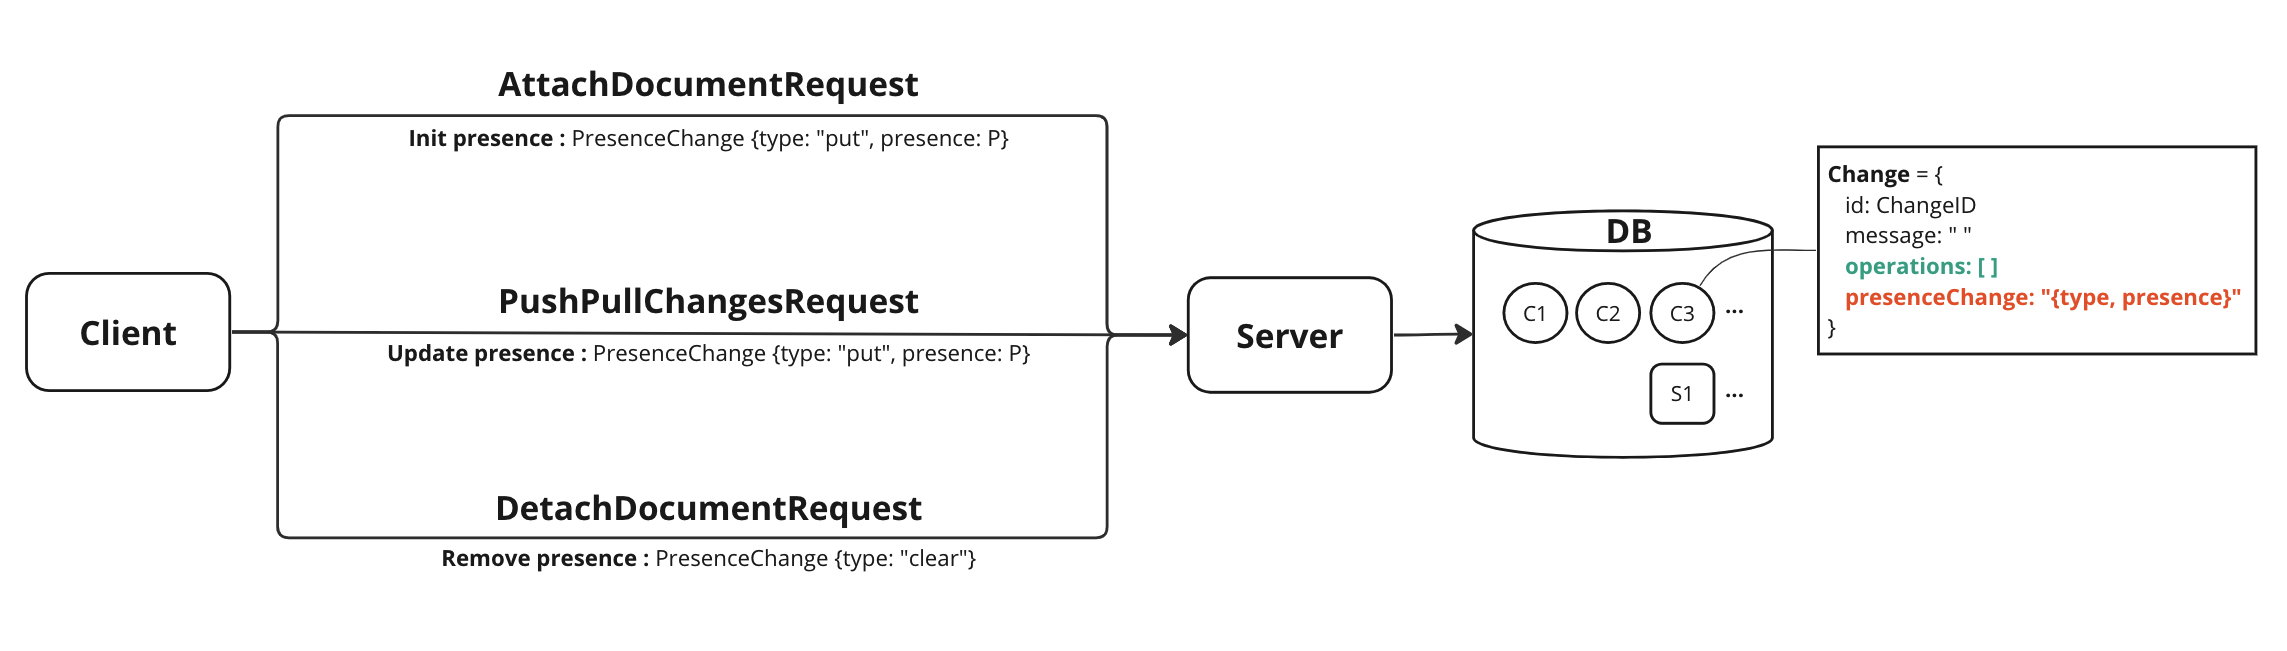 AttachDocumentRequest
Init presence : PresenceChange {type: "put", presence: P}
Client
PushPullChangesRequest
Update presence : PresenceChange {type: "put", presence: P}
DetachDocumentRequest
Remove presence : PresenceChange {type: "clear"}
Server
DB
C1 C2 C3 ...
S1 ...
Change = {
id: ChangeID
message: " "
operations: [ ]
presenceChange: "{type, presence}"
}